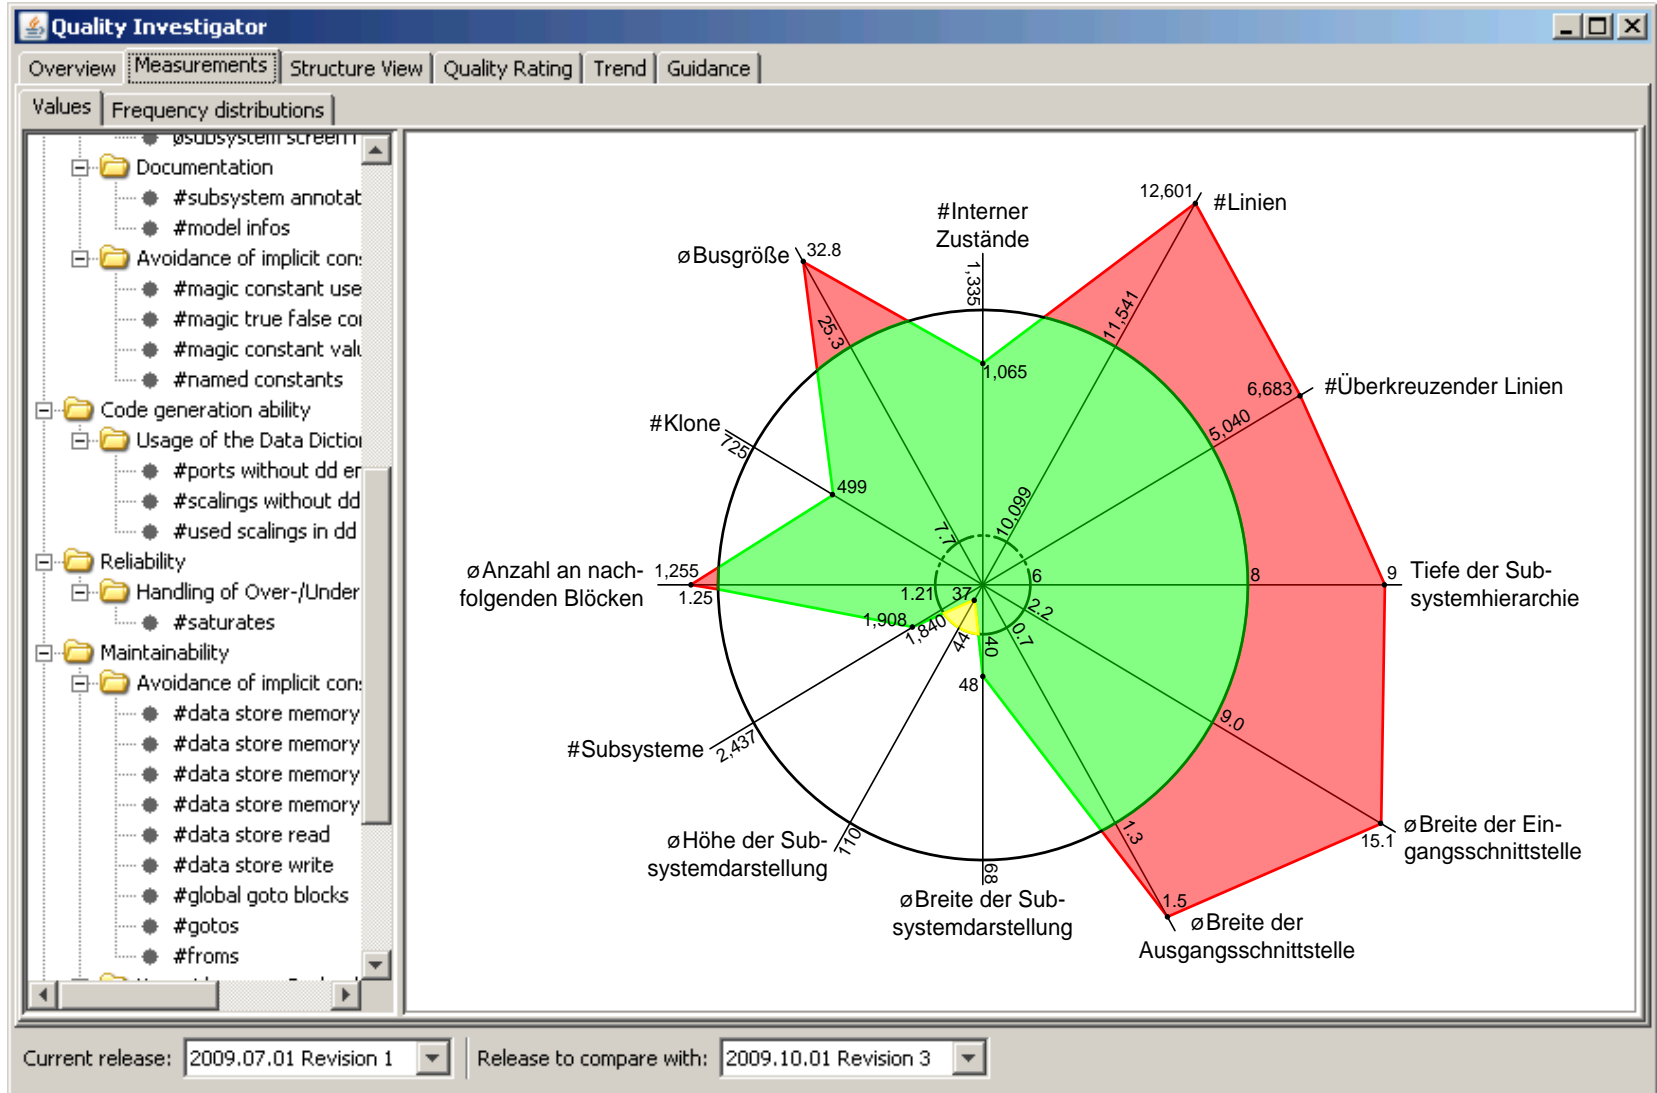 Quality Investigator
Overview Measurements Structure View Quality Rating Trend Guidance
Values Frequency distributions
Documentation
#subsystem annotat
#model infos
Avoidance of implicit con
#magic constant use
#magic true false co
#magic constant valu
#named constants
Code generation ability
Usage of the Data Diction
#ports without dd en
#scalings without dd
#used scalings in dd
Reliability
Handling of Over-/Under
#saturates
Maintainability
Avoidance of implicit con
#data store memory
#data store memory
#data store memory
#data store memory
#data store read
#data store write
#global goto blocks
#gotos
#froms
12,601
#Linien
#Interner
Zustände
1,335
1,065
øBusgröße
32.8
25.3
7.7
11,541
10,099
6,683
#Überkreuzender Linien
5,040
#Klone
725
499
øAnzahl an nach-
folgenden Blöcken
1,255
1.25
1.21
6
8
9
Tiefe der Sub-
systemhierarchie
2.2
9.0
15.1
øBreite der Ein-
gangsschnittstelle
0.7
1.3
1.5
øBreite der
Ausgangsschnittstelle
40
48
68
øBreite der Sub-
systemdarstellung
37
44
110
øHöhe der Sub-
systemdarstellung
1,908
1,840
2,437
#Subsysteme
Current release: 2009.07.01 Revision 1 Release to compare with: 2009.10.01 Revision 3